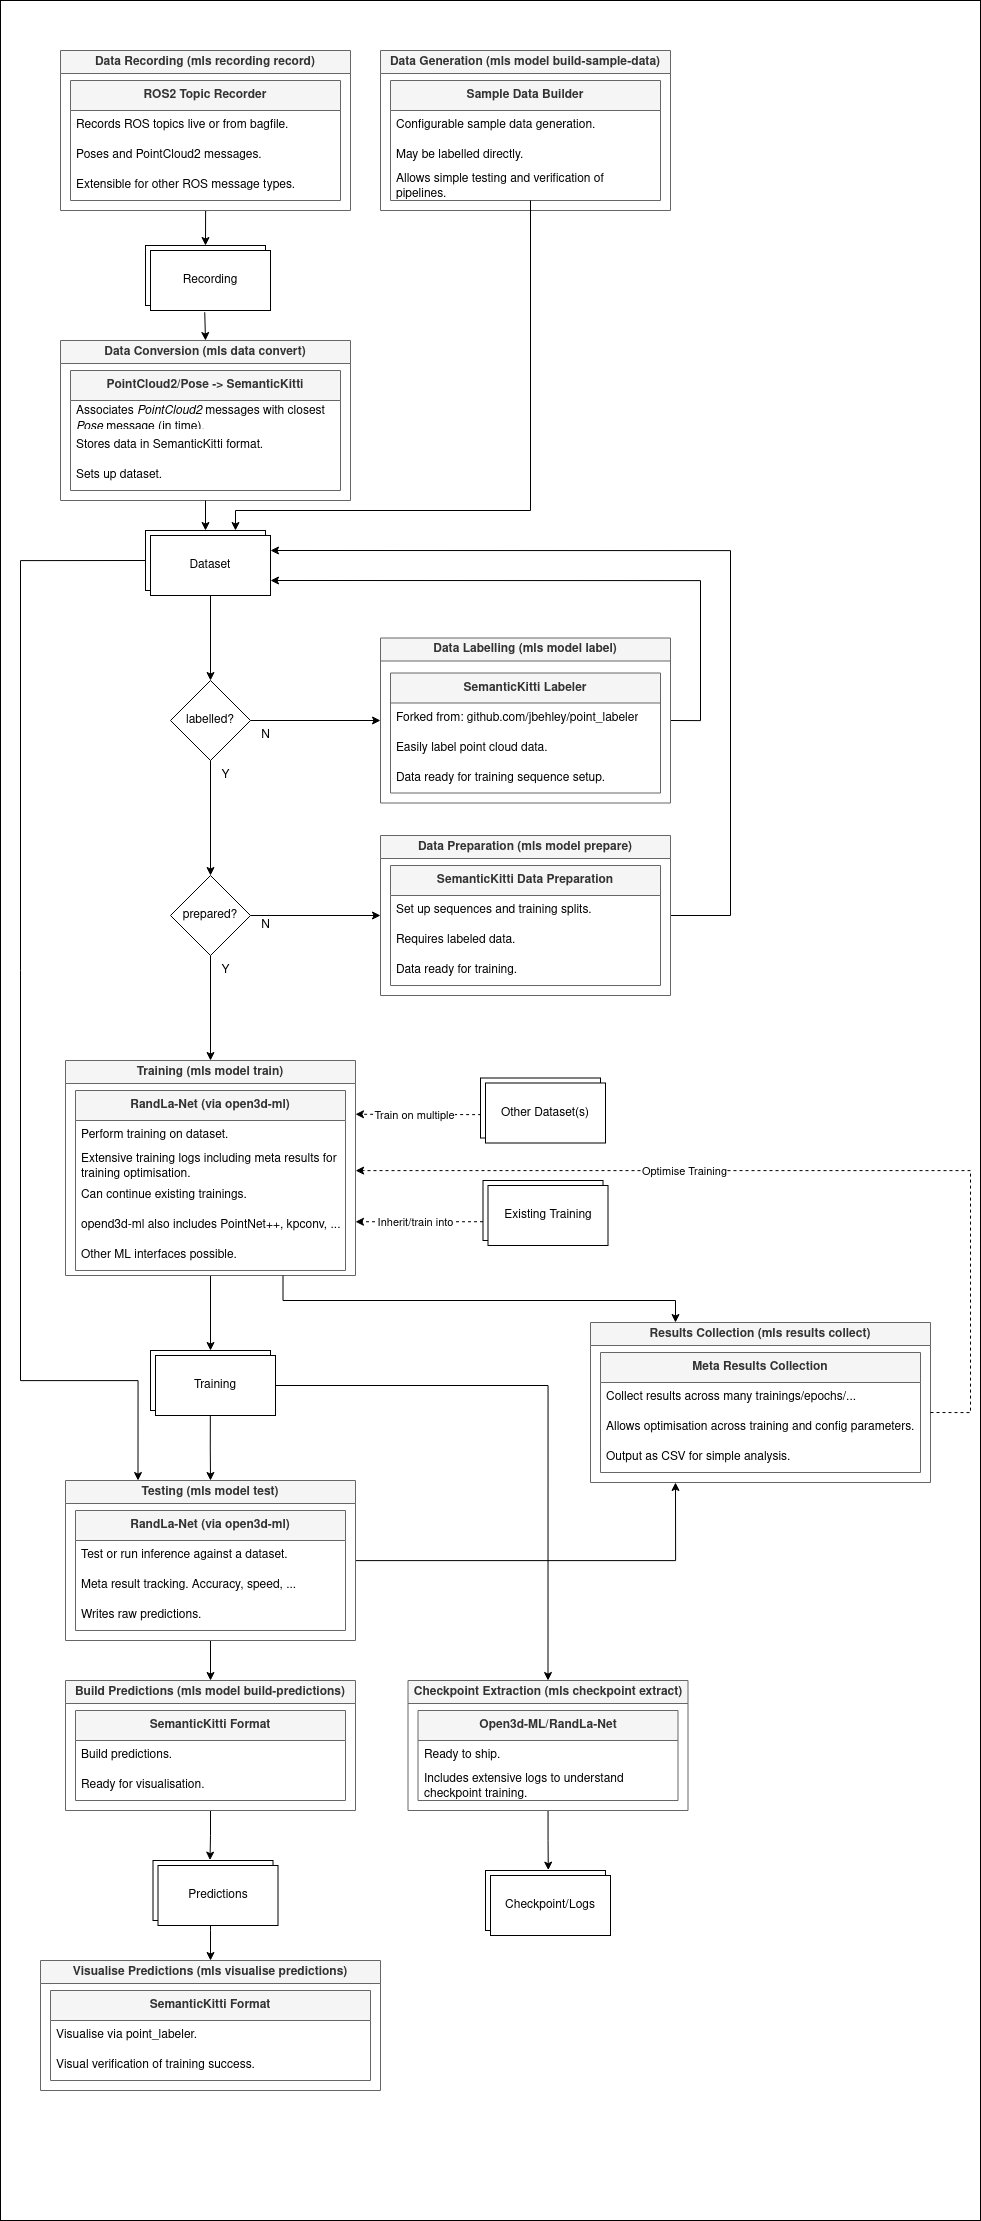 Data Recording (mls recording record)
ROS2 Topic Recorder
Records ROS topics live or from bagfile.
Poses and PointCloud2 messages.
Extensible for other ROS message types.
Data Generation (mls model build-sample-data)
Sample Data Builder
Configurable sample data generation.
May be labelled directly.
Allows simple testing and verification of
pipelines.
Recording
Data Conversion (mls data convert)
PointCloud2/Pose -> SemanticKitti
Associates PointCloud2 messages with closest
Pose message (in time).
Stores data in SemanticKitti format.
Sets up dataset.
Dataset
labelled?
N
Y
Data Labelling (mls model label)
SemanticKitti Labeler
Forked from: github.com/jbehley/point_labeler
Easily label point cloud data.
Data ready for training sequence setup.
prepared?
N
Y
Data Preparation (mls model prepare)
SemanticKitti Data Preparation
Set up sequences and training splits.
Requires labeled data.
Data ready for training.
Training (mls model train)
RandLa-Net (via open3d-ml)
Perform training on dataset.
Extensive training logs including meta results for
training optimisation.
Can continue existing trainings.
opend3d-ml also includes PointNet++, kpconv, ...
Other ML interfaces possible.
Train on multiple
Other Dataset(s)
Optimise Training
Inherit/train into
Existing Training
Results Collection (mls results collect)
Meta Results Collection
Collect results across many trainings/epochs/...
Allows optimisation across training and config parameters.
Output as CSV for simple analysis.
Training
Testing (mls model test)
RandLa-Net (via open3d-ml)
Test or run inference against a dataset.
Meta result tracking. Accuracy, speed, ...
Writes raw predictions.
Build Predictions (mls model build-predictions)
SemanticKitti Format
Build predictions.
Ready for visualisation.
Checkpoint Extraction (mls checkpoint extract)
Open3d-ML/RandLa-Net
Ready to ship.
Includes extensive logs to understand
checkpoint training.
Predictions
Checkpoint/Logs
Visualise Predictions (mls visualise predictions)
SemanticKitti Format
Visualise via point_labeler.
Visual verification of training success.